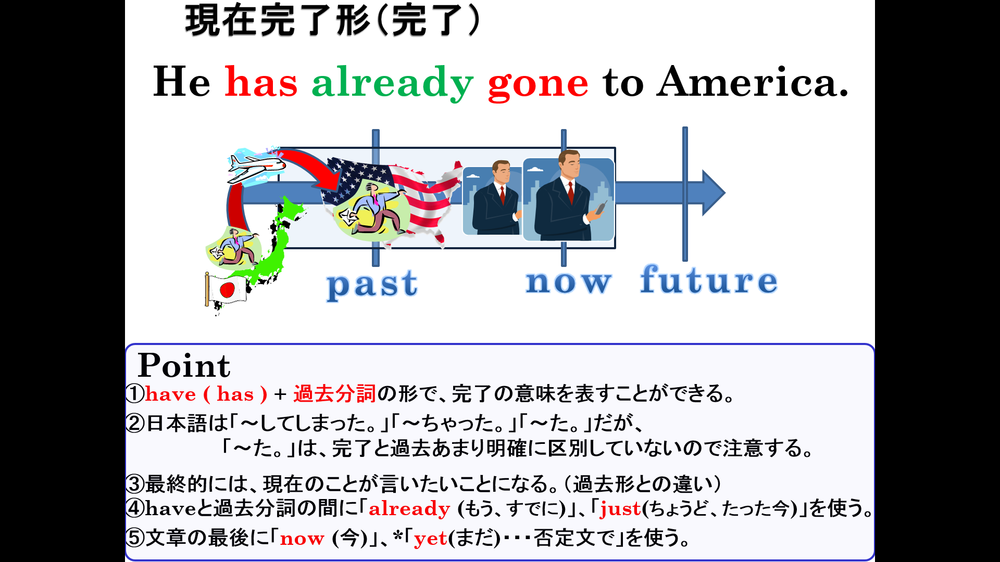 現在完了形（完了）
He has already gone to America.
past now future
Point
①have ( has ) + 過去分詞の形で、完了の意味を表すことができる。
②日本語は「～してしまった。」「～ちゃった。」「～た。」だが、
「～た。」は、完了と過去あまり明確に区別していないので注意する。
③最終的には、現在のことが言いたいことになる。（過去形との違い）
④haveと過去分詞の間に「already (もう、すでに)」、「just(ちょうど、たった今)」を使う。
⑤文章の最後に「now (今)」、*「yet(まだ)･･･否定文で」を使う。